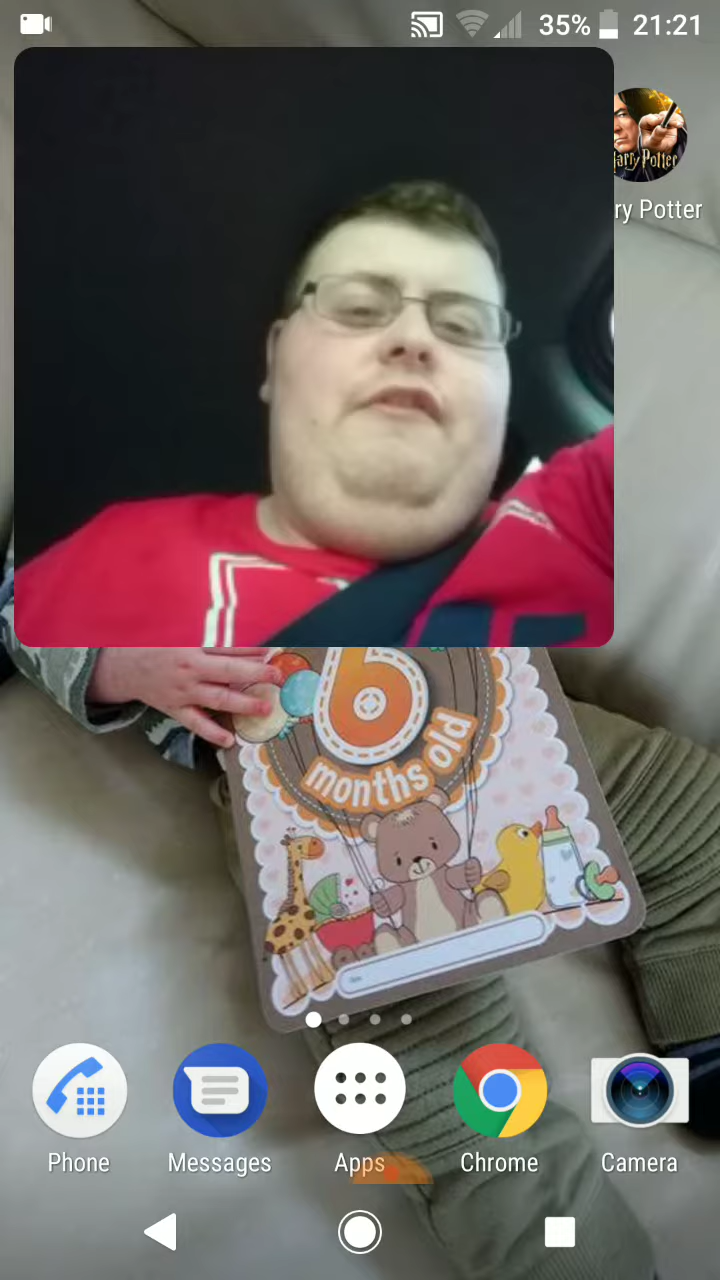 35% 21:21
Harry Potter
ry Potter
6
months old
Phone
Messages
Apps
Chrome
Camera